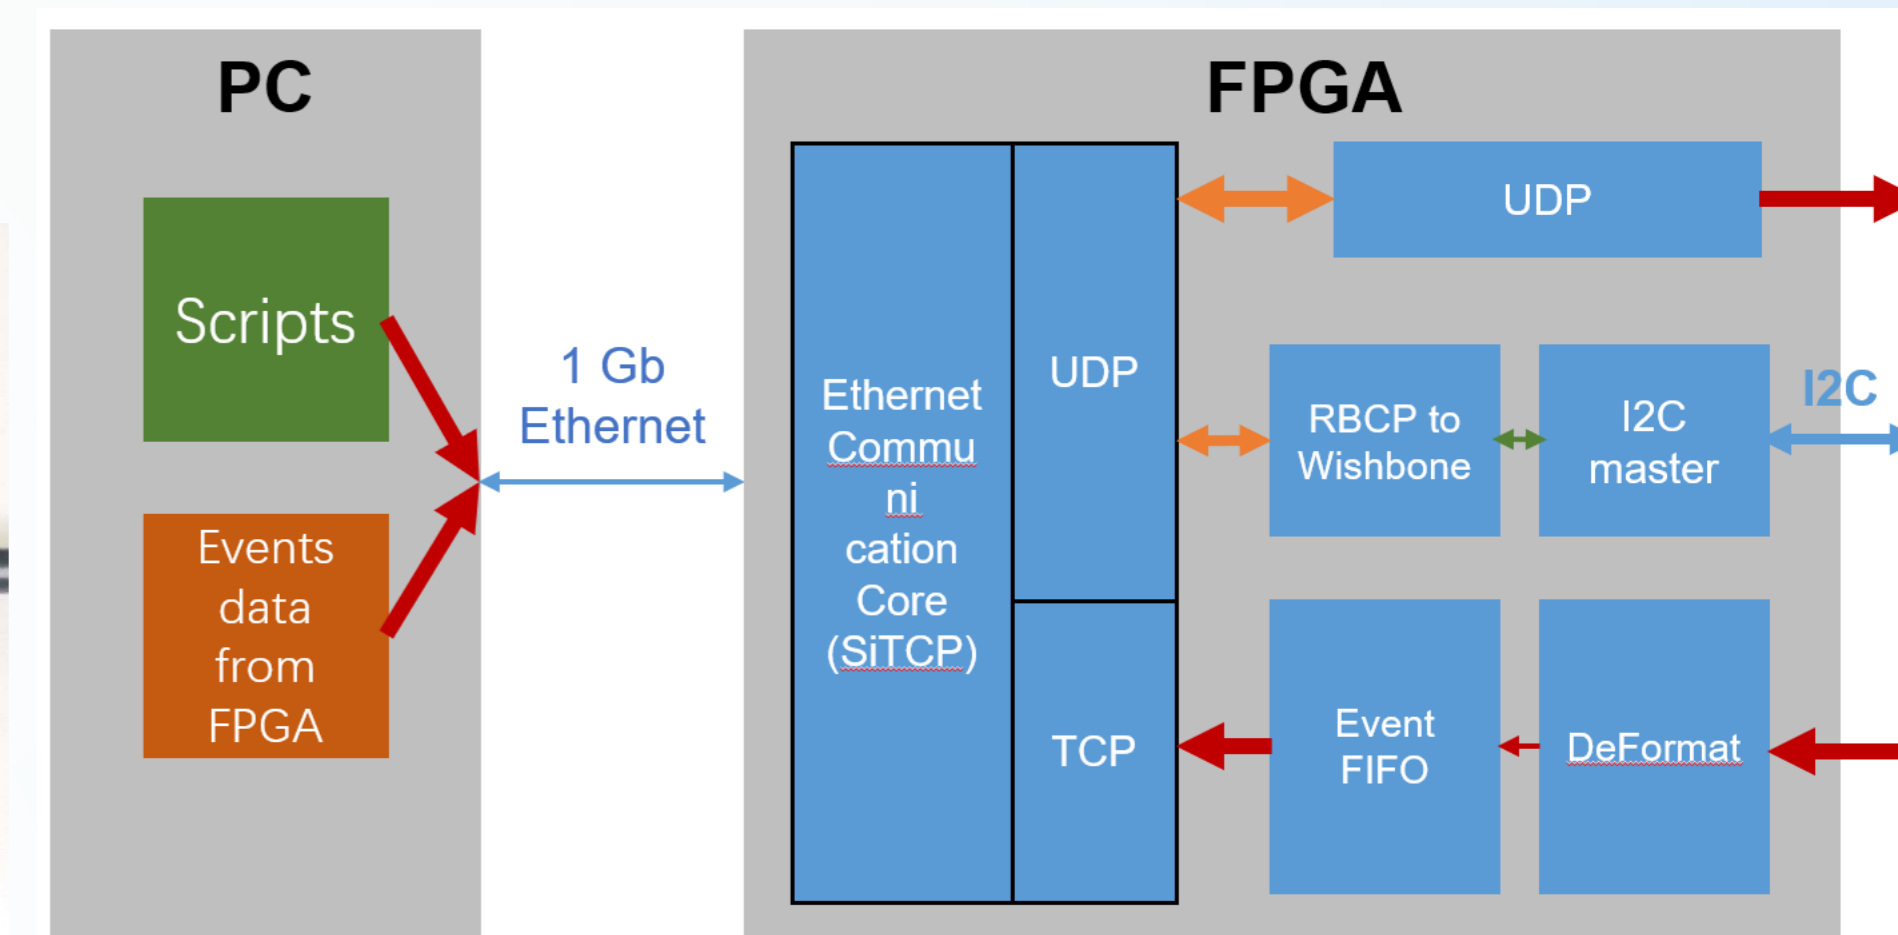 PC
Scripts
Events
data
from
FPGA
1 Gb
Ethernet
FPGA
Ethernet
Commu
ni
cation
Core
(SiTCP)
UDP
TCP
UDP
RBCP to
Wishbone
I2C
master
I2C
Event
FIFO
DeFormat